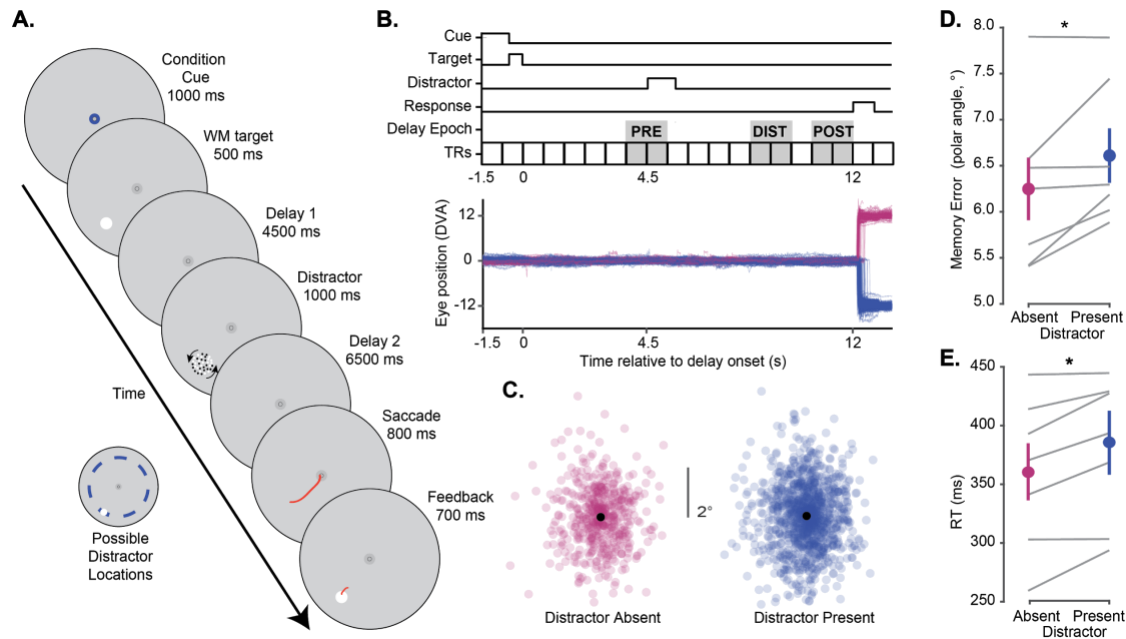 A.
Condition
Cue
1000 ms
WM target
500 ms
Delay 1
4500 ms
Distractor
1000 ms
Delay 2
6500 ms
Saccade
800 ms
Feedback
700 ms
Time
Possible
Distractor
Locations
B.
Cue
Target
Distractor
Response
Delay Epoch
PRE DIST POST
TRs
-1.5 0 4.5 12
Eye position (DVA)
12
0
-12
-1.5 0 4.5 12
Time relative to delay onset (s)
C.
2°
Distractor Absent
Distractor Present
D.
*
Memory Error (polar angle, °)
8.0
7.5
7.0
6.5
6.0
5.5
5.0
Absent Present
Distractor
E.
*
RT (ms)
450
400
350
300
250
Absent Present
Distractor